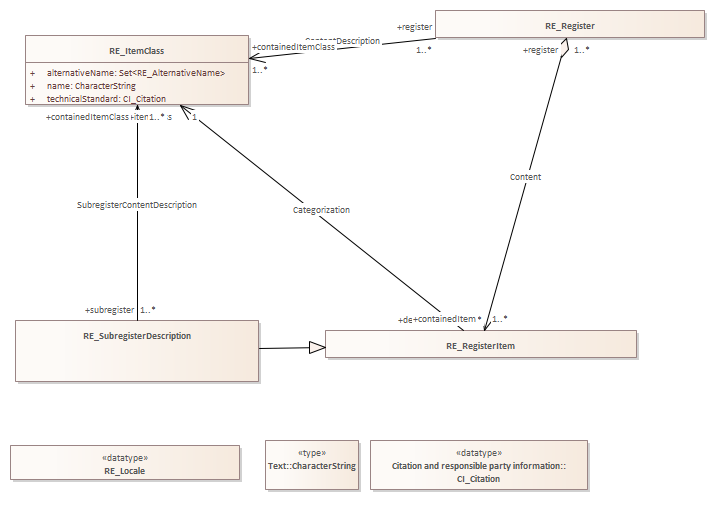 RE_Register
+register
ContentDescription
+containedItemClass
1..*
1..*
+register
1..*
RE_ItemClass
+ alternativeName: Set<RE_AlternativeName>
+ name: CharacterString
+ technicalStandard: CI_Citation
+containedItemClass
1..*
1
Content
SubregisterContentDescription
Categorization
+subregister
1..*
+containedItem
*
1..*
RE_SubregisterDescription
RE_RegisterItem
«datatype»
RE_Locale
«type»
Text::CharacterString
«datatype»
Citation and responsible party information::
CI_Citation